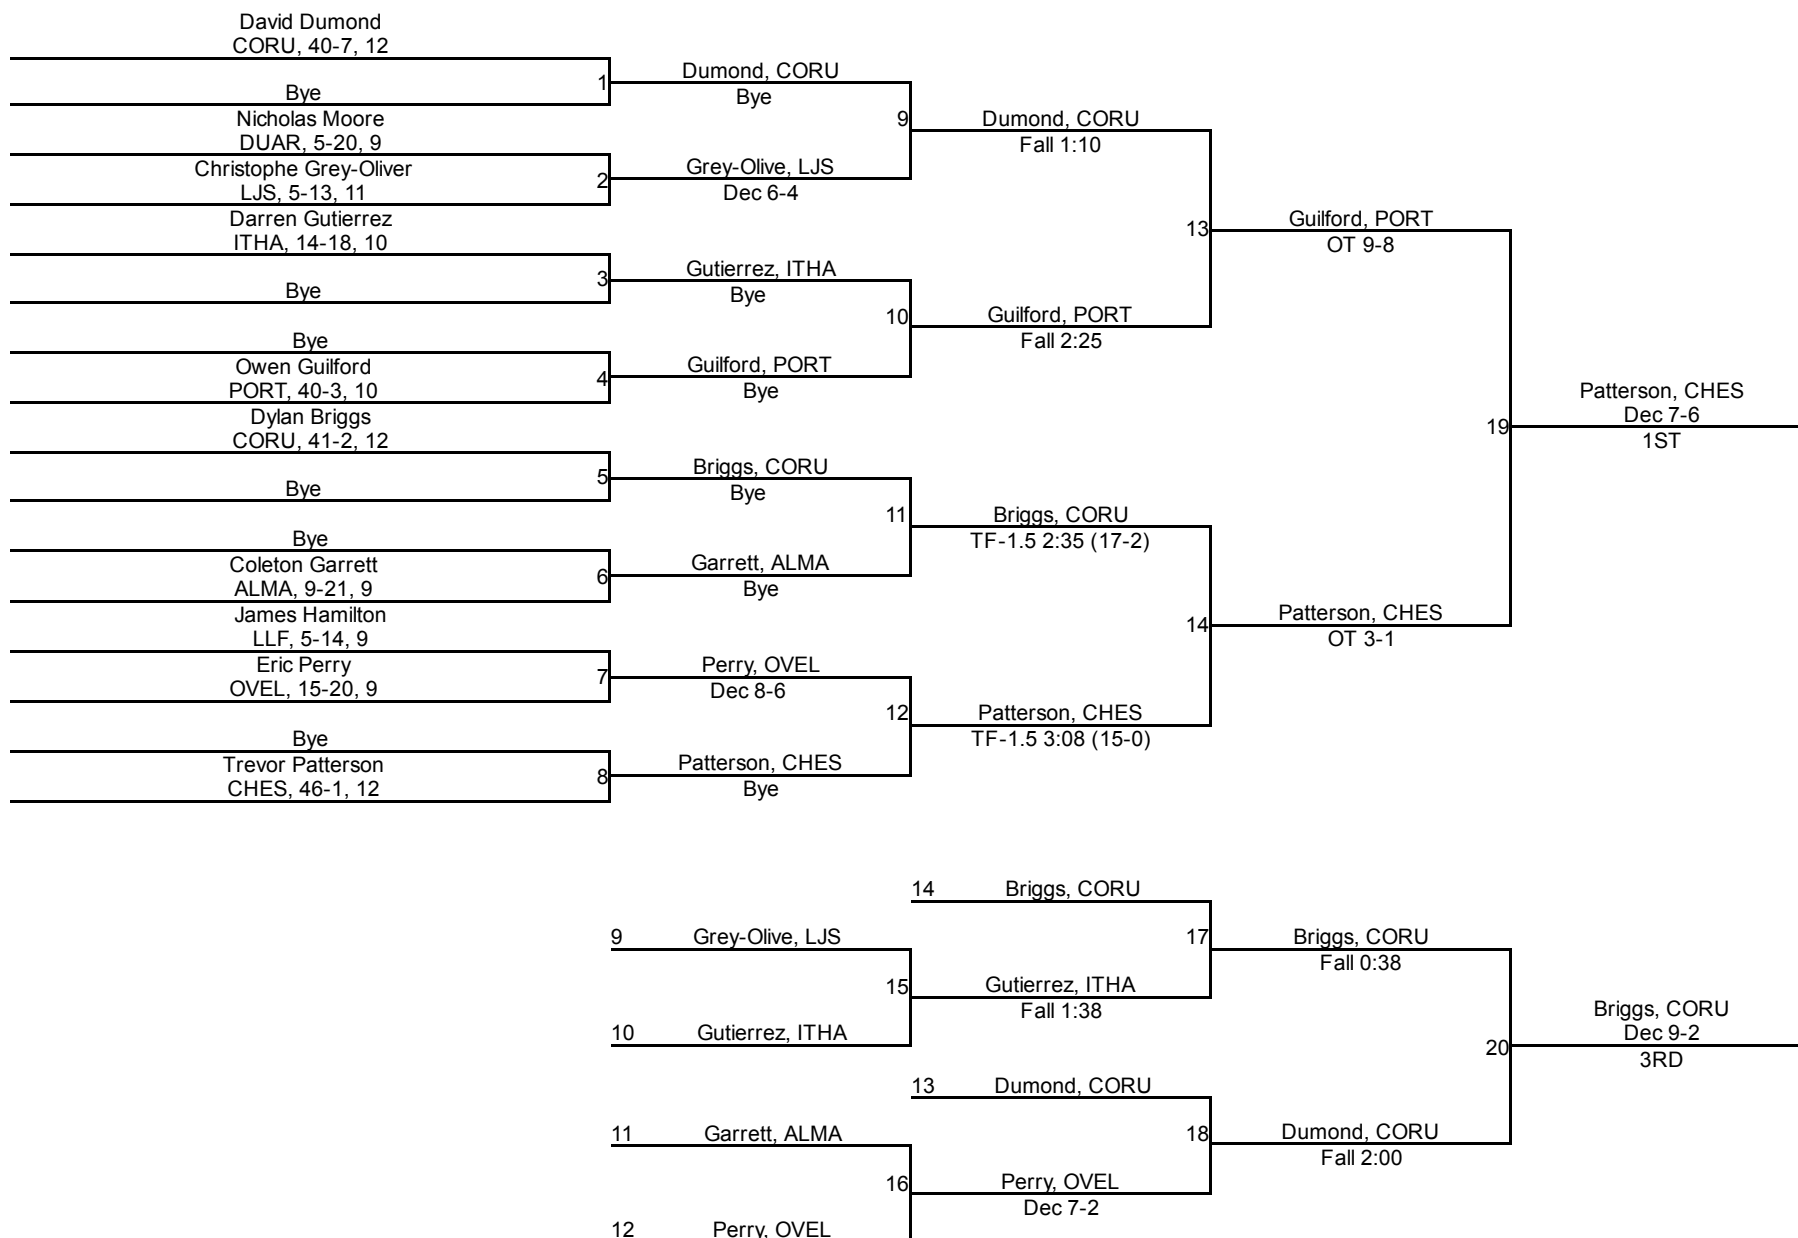 David Dumond
CORU, 40-7, 12
Bye
1
Nicholas Moore
DUAR, 5-20, 9
Christophe Grey-Oliver
LJS, 5-13, 11
2
Darren Gutierrez
ITHA, 14-18, 10
Bye
3
Bye
Owen Guilford
PORT, 40-3, 10
4
Dylan Briggs
CORU, 41-2, 12
Bye
5
Bye
Coleton Garrett
ALMA, 9-21, 9
6
James Hamilton
LLF, 5-14, 9
Eric Perry
OVEL, 15-20, 9
7
Bye
Trevor Patterson
CHES, 46-1, 12
8
Dumond, CORU
Bye
9
Grey-Olive, LJS
Dec 6-4
Gutierrez, ITHA
Bye
10
Guilford, PORT
Bye
Briggs, CORU
Bye
11
Garrett, ALMA
Bye
Perry, OVEL
Dec 8-6
12
Patterson, CHES
Bye
Dumond, CORU
Fall 1:10
13
Guilford, PORT
Fall 2:25
Briggs, CORU
TF-1.5 2:35 (17-2)
14
Patterson, CHES
TF-1.5 3:08 (15-0)
Guilford, PORT
OT 9-8
19
Patterson, CHES
OT 3-1
Patterson, CHES
Dec 7-6
1ST
14 Briggs, CORU
9 Grey-Olive, LJS
15
10 Gutierrez, ITHA
Gutierrez, ITHA
Fall 1:38
17
13 Dumond, CORU
11 Garrett, ALMA
16
12 Perry, OVEL
Perry, OVEL
Dec 7-2
18
Briggs, CORU
Fall 0:38
20
Dumond, CORU
Fall 2:00
Briggs, CORU
Dec 9-2
3RD